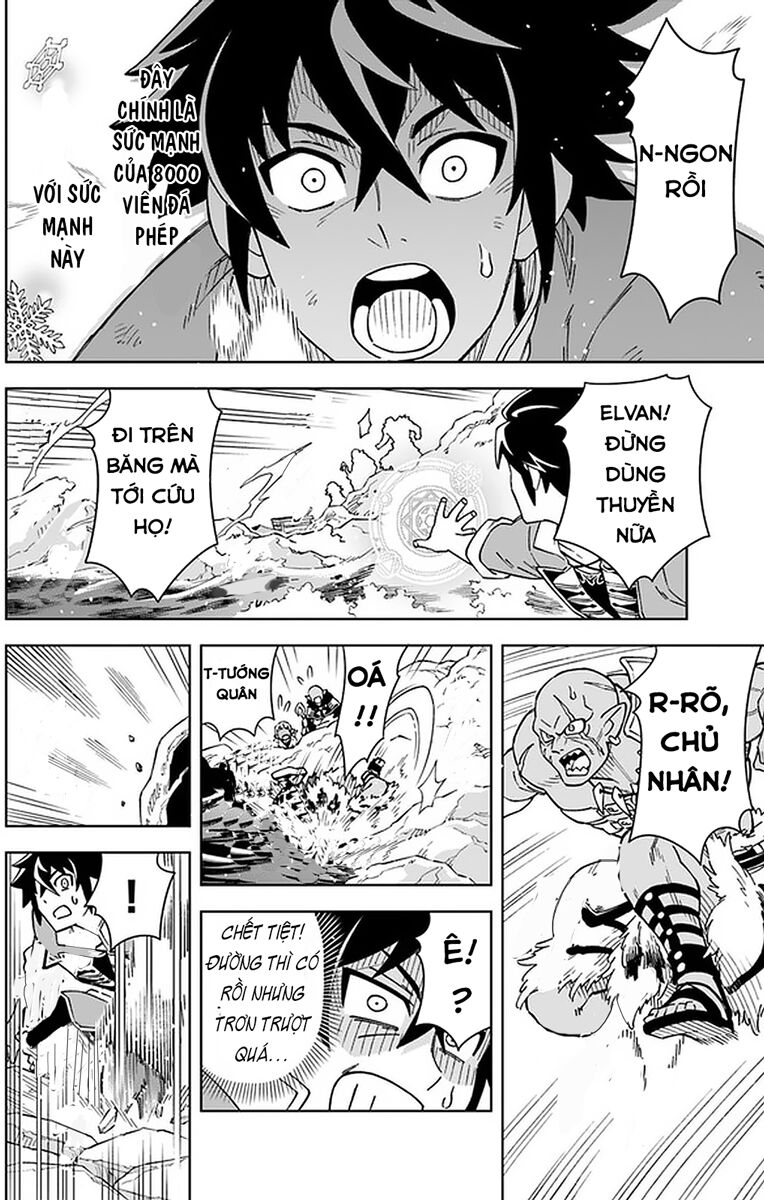 N-NGON
RỒI
ĐÂY
CHÍNH LÀ
SỨC MẠNH
CỦA 8000
VIÊN ĐÁ
PHÉP
VỚI SỨC
MẠNH
NÀY
ELVAN!
ĐỪNG
DÙNG
THUYỀN
NỮA
ĐI TRÊN
BĂNG MÀ
TỚI CỨU
HỌ!
R-RÕ,
CHỦ
NHÂN!
OÁ
!!
T-TƯỚNG
QUÂN
Ê!
?
CHẾT TIỆT!
ĐƯỜNG THÌ CÓ
RỒI NHƯNG
TRƠN TRƯỢT
QUÁ...
!